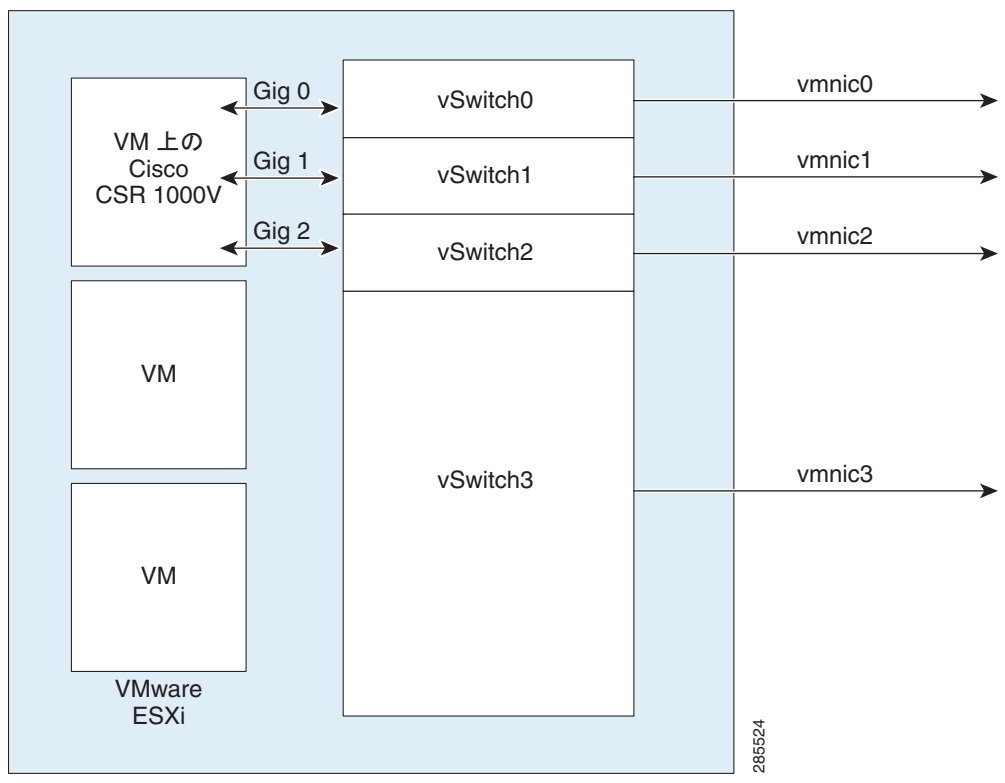 VM 上の
Cisco
CSR 1000V
Gig 0
Gig 1
Gig 2
vSwitch0
vSwitch1
vSwitch2
vSwitch3
vmnic0
vmnic1
vmnic2
vmnic3
VM
VM
VMware
ESXi
285524